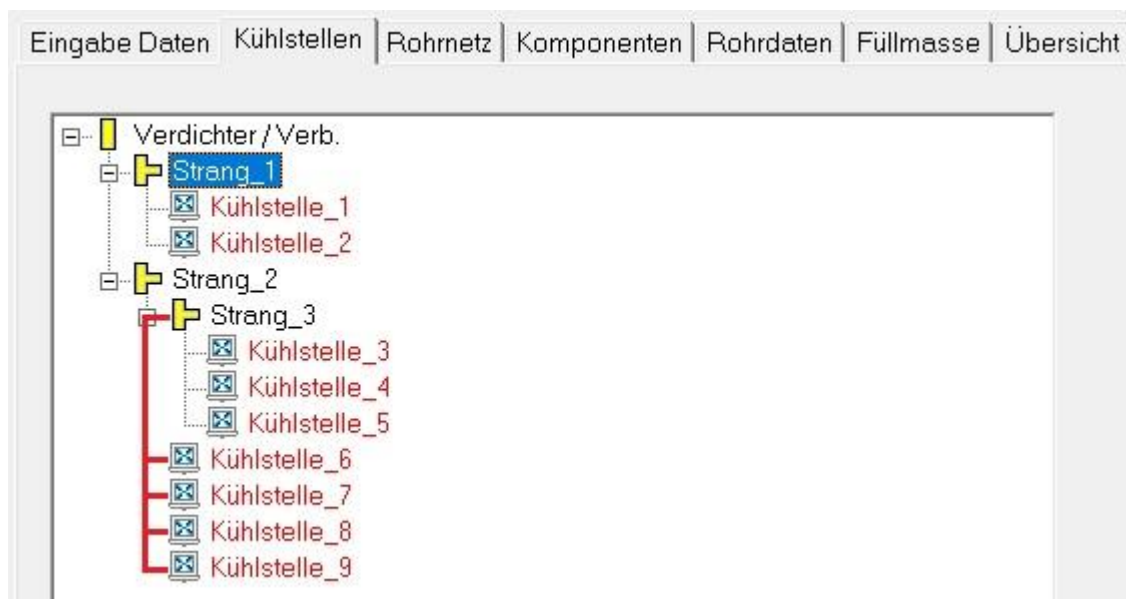 Eingabe Daten Kühlstellen Rohrnetz Komponenten Rohrdaten Füllmasse Übersicht
Verdichter / Verb.
Strang_1
Kühlstelle_1
Kühlstelle_2
Strang_2
Strang_3
Kühlstelle_3
Kühlstelle_4
Kühlstelle_5
Kühlstelle_6
Kühlstelle_7
Kühlstelle_8
Kühlstelle_9